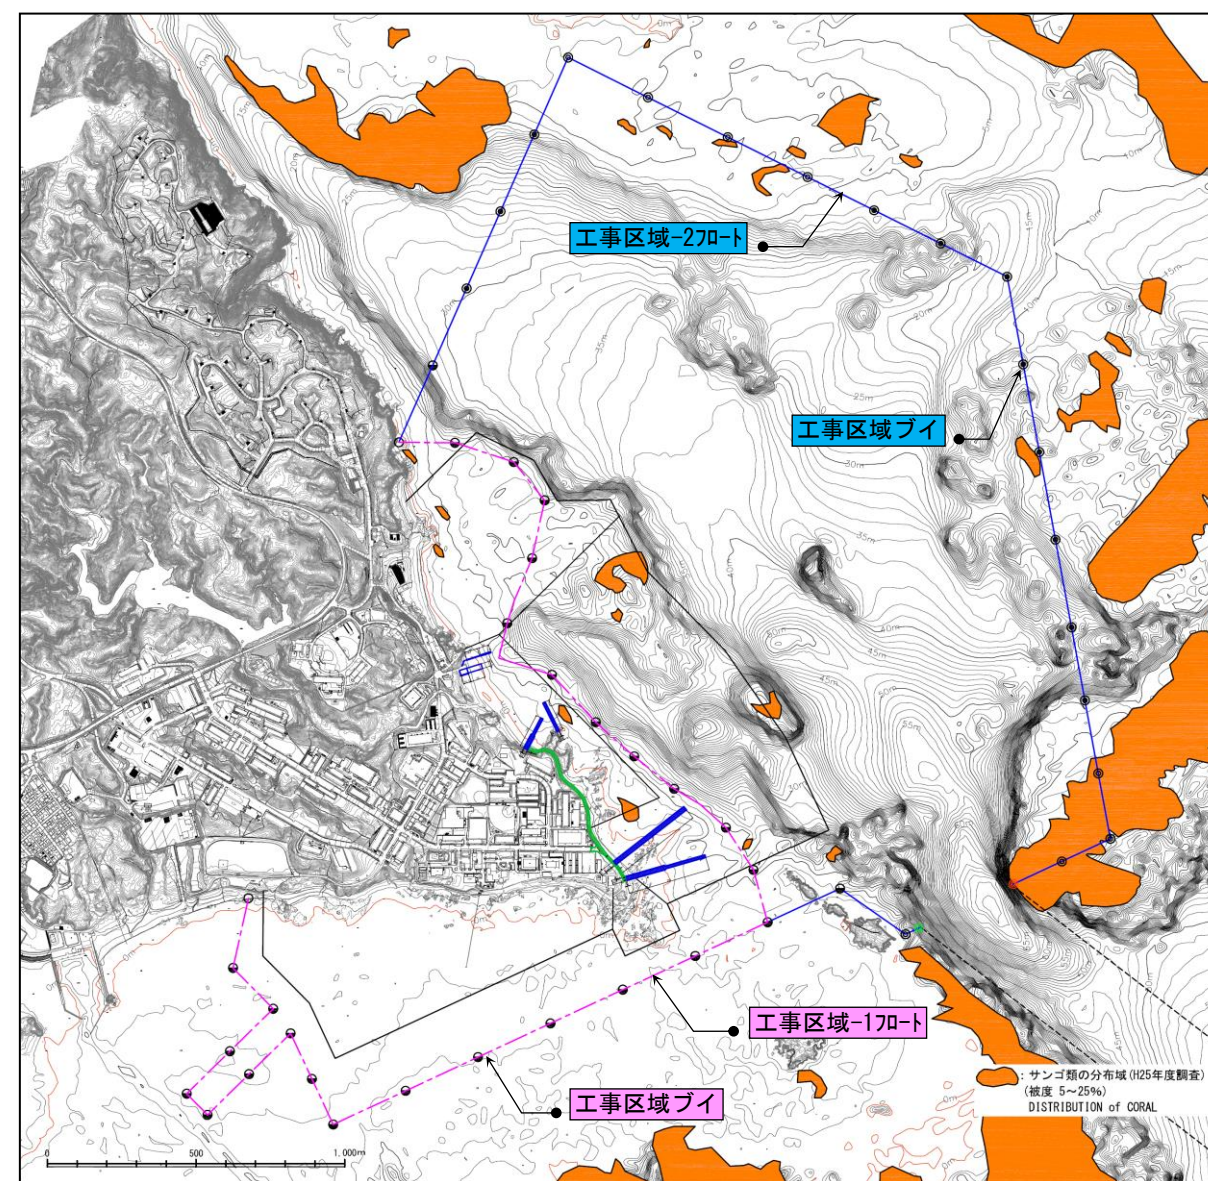 工事区域-2フロート
工事区域ブイ
工事区域-1フロート
工事区域ブイ
：サンゴ類の分布域(H25年度調査)
(被度 5～25%)
DISTRIBUTION of CORAL
0 500 1,000m